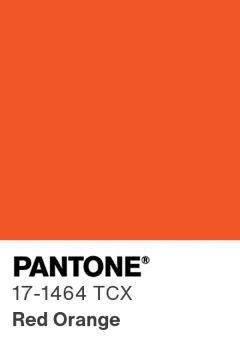 PANTONE®
17-1464 TCX
Red Orange